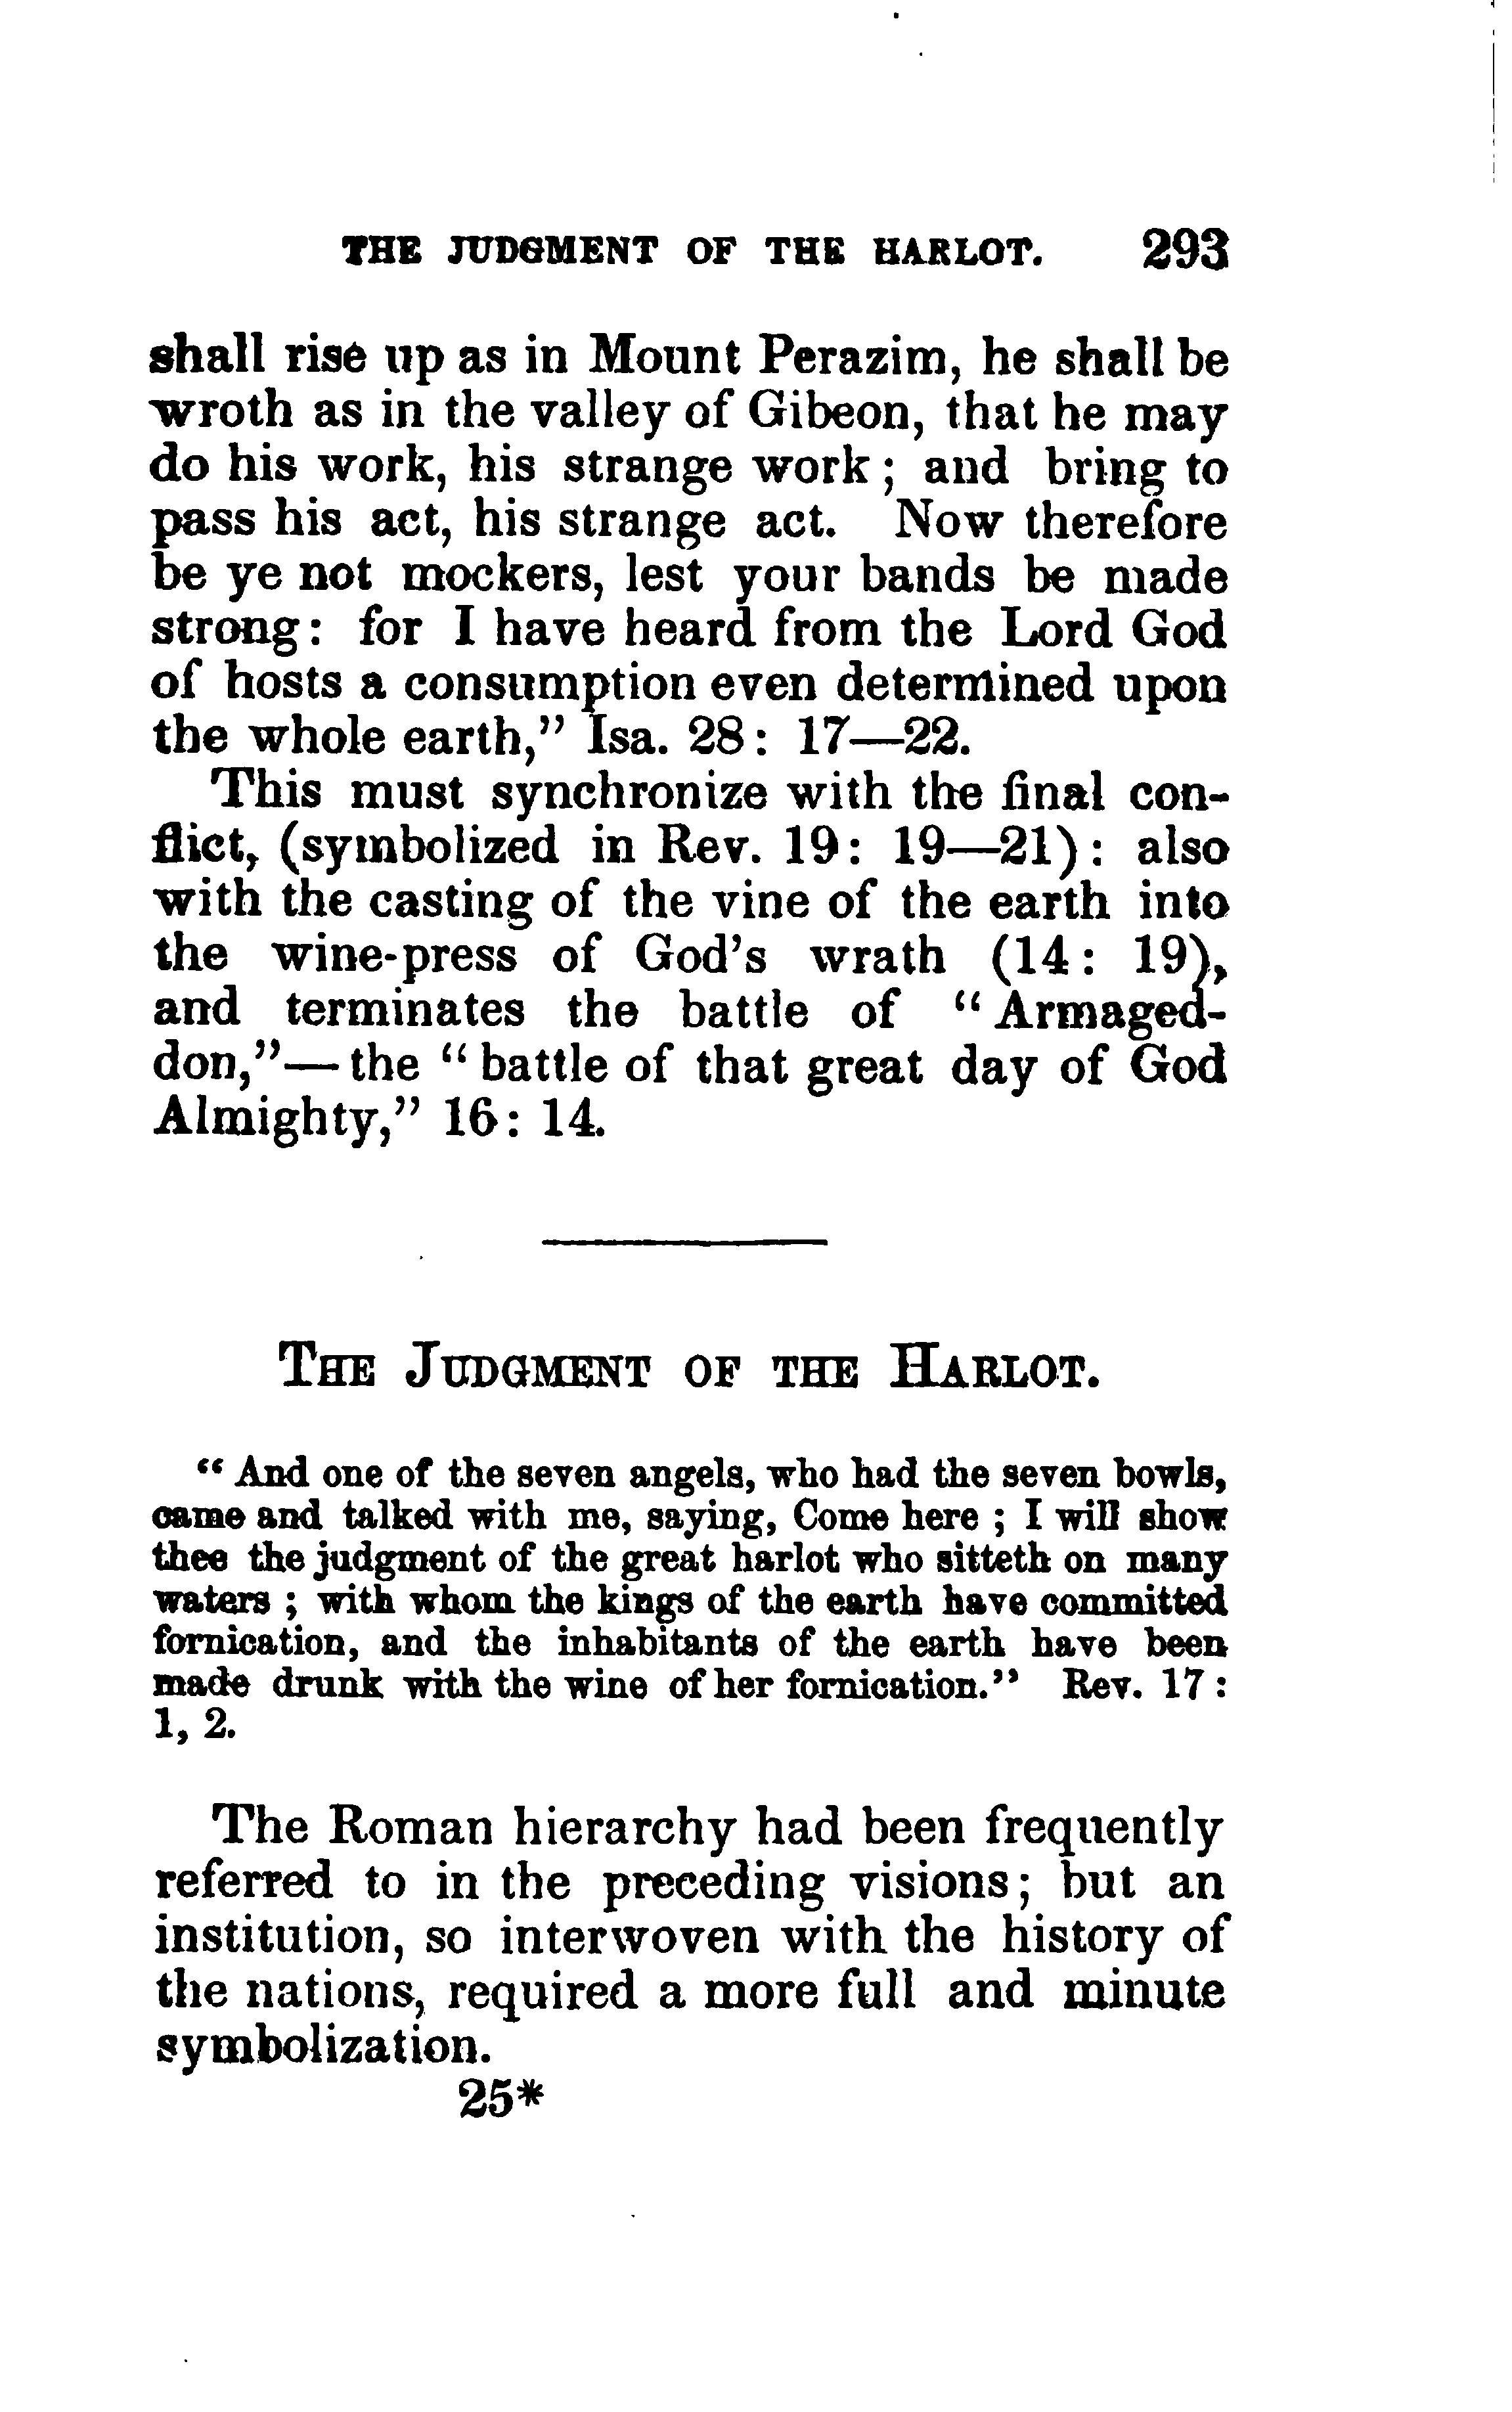 THE JUDGMENT OF THE HARLOT. 293
shall rise up as in Mount Perazim, he shall be
wroth as in the valley of Gibeon, that he may
do his work, his strange work; and bring to
pass his act, his strange act. Now therefore
be ye not mockers, lest your bands be made
strong: for I have heard from the Lord God
of hosts a consumption even determined upon
the whole earth," Isa. 28: 17—22.
This must synchronize with the final con-
flict, (symbolized in Rev. 19: 19—21): also
with the casting of the vine of the earth into
the wine-press of God's wrath (14: 19),
and terminates the battle of "Armaged-
don,"—the "battle of that great day of God
Almighty," 16: 14.
THE JUDGMENT OF THE HARLOT.
"And one of the seven angels, who had the seven bowls,
came and talked with me, saying, Come here; I will show
thee the judgment of the great harlot who sitteth on many
waters; with whom the kings of the earth have committed
fornication, and the inhabitants of the earth have been
made drunk with the wine of her fornication." Rev. 17:
1, 2.
The Roman hierarchy had been frequently
referred to in the preceding visions; but an
institution, so interwoven with the history of
the nations, required a more full and minute
symbolization.
25*